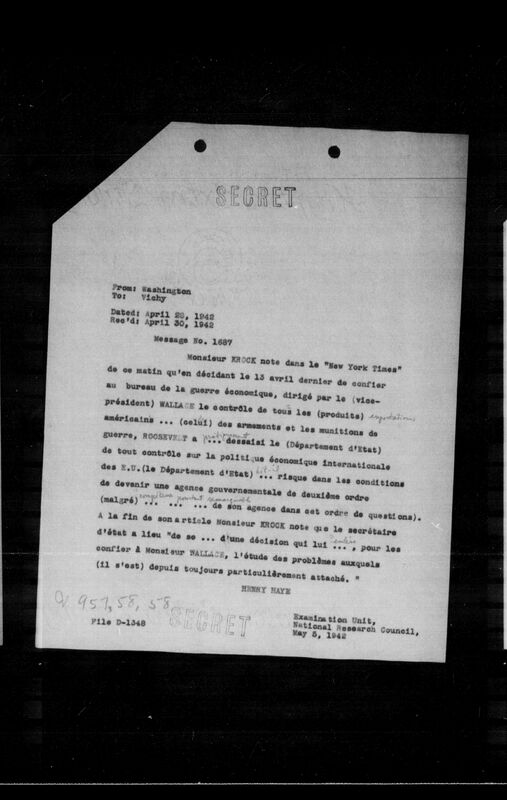 SECRET
From: Washington
To: Vichy
Dated: April 28, 1942
Rec'd: April 30, 1942
Message No. 1687
Monsieur KROCK note dans le "New York Times"
de ce matin qu'en décidant le 13 avril dernier de confier
au bureau de la guerre économique, dirigé par le (vice-
président) WALLACE le contrôle de tous les (produits) exportations
américains ... (celui) des armements et les munitions de
guerre, ROOSEVELT a ... dessaisi le (Département d'Etat)
de tout contrôle sur la politique économique internationale
des E.U.(le Département d'Etat) ... risque dans les conditions
de devenir une agence gouvernementale de deuxième ordre
(malgré) ... ... ... de son agence dans cet ordre de questions).
A la fin de son article Monsieur KROCK note que le secrétaire
d'état a lieu "de se ... d'une décision qui lui ..., pour les
confier à Monsieur WALLACE, l'étude des problèmes auxquels
(il s'est) depuis toujours particulièrement attaché. "
HENRY HAYE
957, 58, 58
File D-1348
SECRET
Examination Unit,
National Research Council,
May 5, 1942